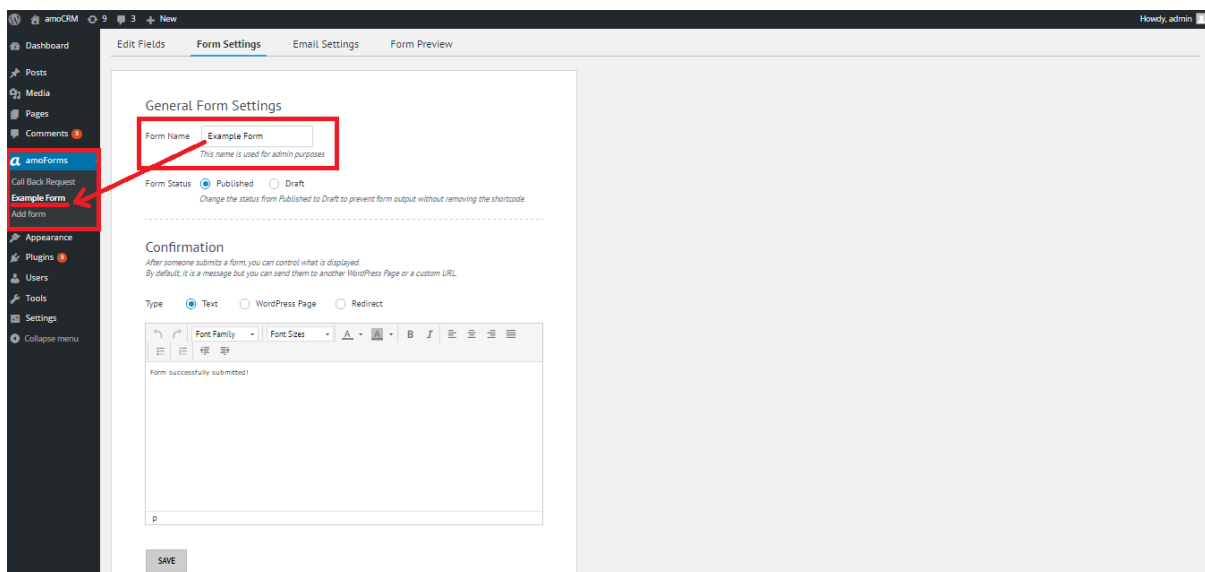 amoCRM 9 3 + New Howdy, admin
Dashboard
Posts
Media
Pages
Comments 3
a amoForms
Call Back Request
Example Form
Add form
Appearance
Plugins 3
Users
Tools
Settings
Collapse menu
Edit Fields Form Settings Email Settings Form Preview
General Form Settings
Form Name Example Form
This name is used for admin purposes
Form Status Published Draft
Change the status from Published to Draft to prevent form output without removing the shortcode.
Confirmation
After someone submits a form, you can control what is displayed.
By default, it is a message but you can send them to another WordPress Page or a custom URL.
Type Text WordPress Page Redirect
Font Family Font Sizes A A B I
Form successfully submitted!
p
SAVE